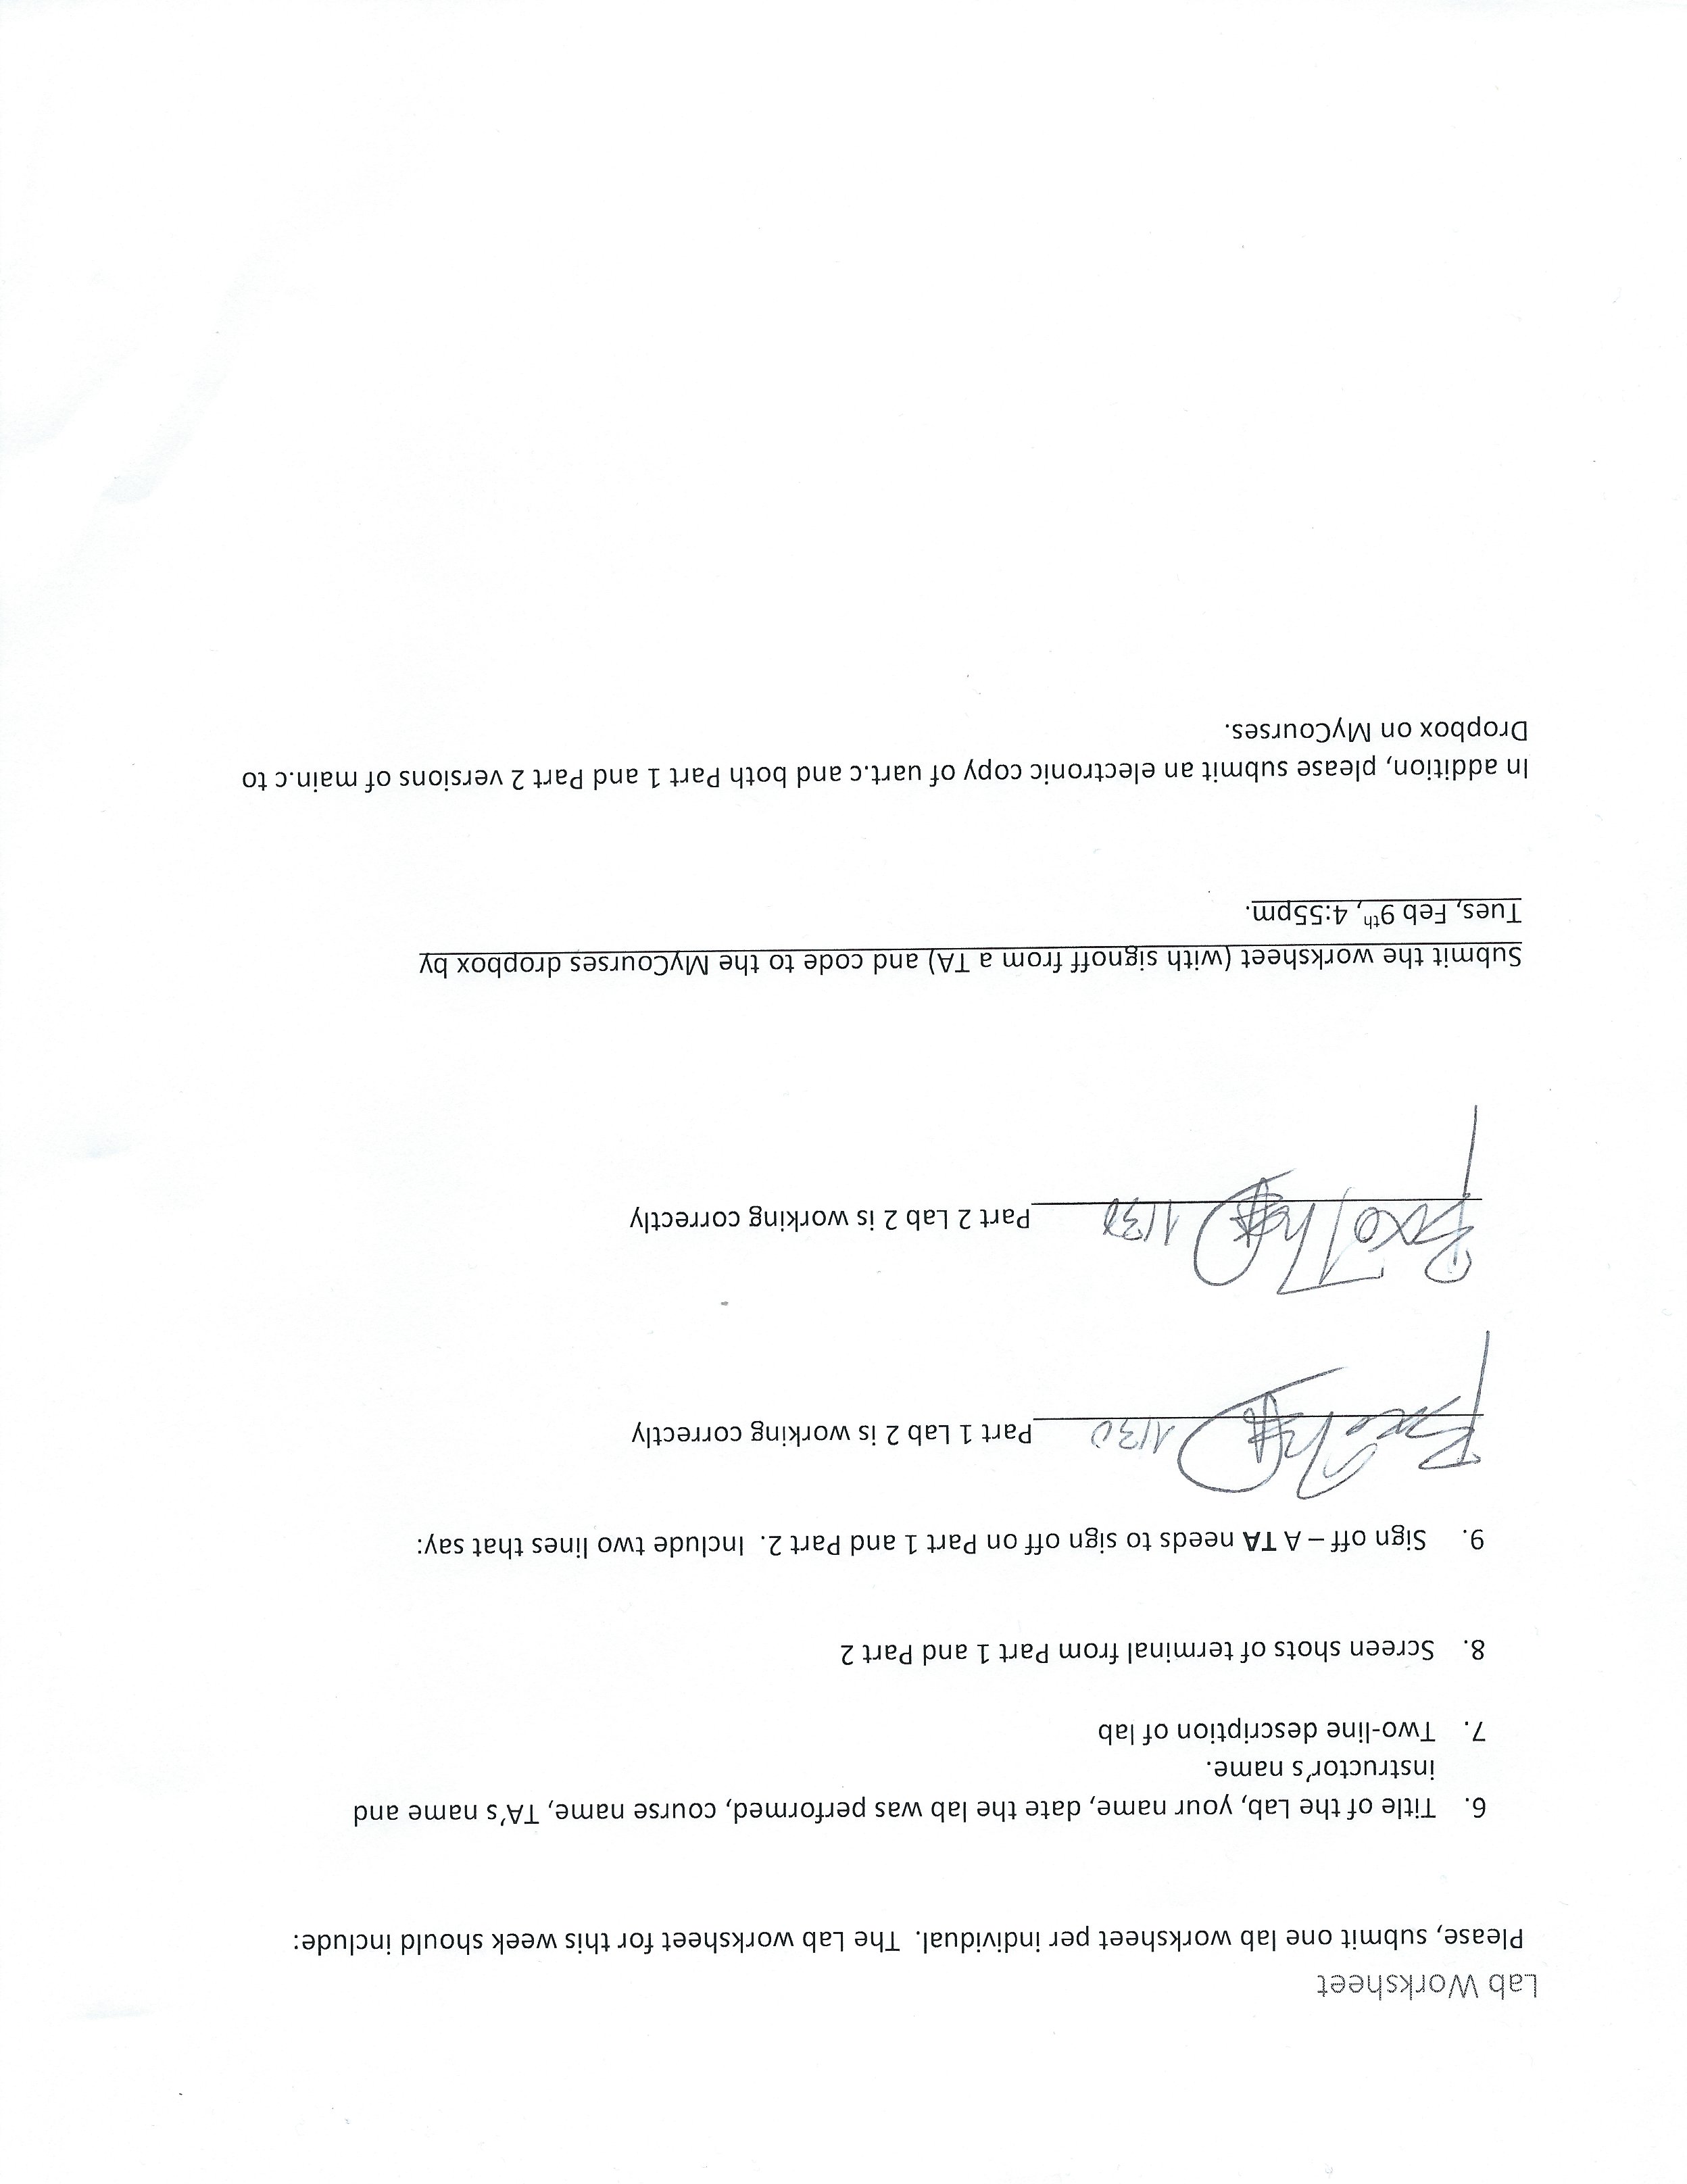 Lab Worksheet
Please, submit one lab worksheet per individual.  The Lab worksheet for this week should include:
6. Title of the Lab, your name, date the lab was performed, course name, TA's name and
instructor's name.
7. Two-line description of lab
8. Screen shots of terminal from Part 1 and Part 2
9. Sign off – A TA needs to sign off on Part 1 and Part 2.  Include two lines that say:
1/30 Part 1 Lab 2 is working correctly
1/30 Part 2 Lab 2 is working correctly
Submit the worksheet (with signoff from a TA) and code to the MyCourses dropbox by
Tues, Feb 9th, 4:55pm.
In addition, please submit an electronic copy of uart.c and both Part 1 and Part 2 versions of main.c to
Dropbox on MyCourses.